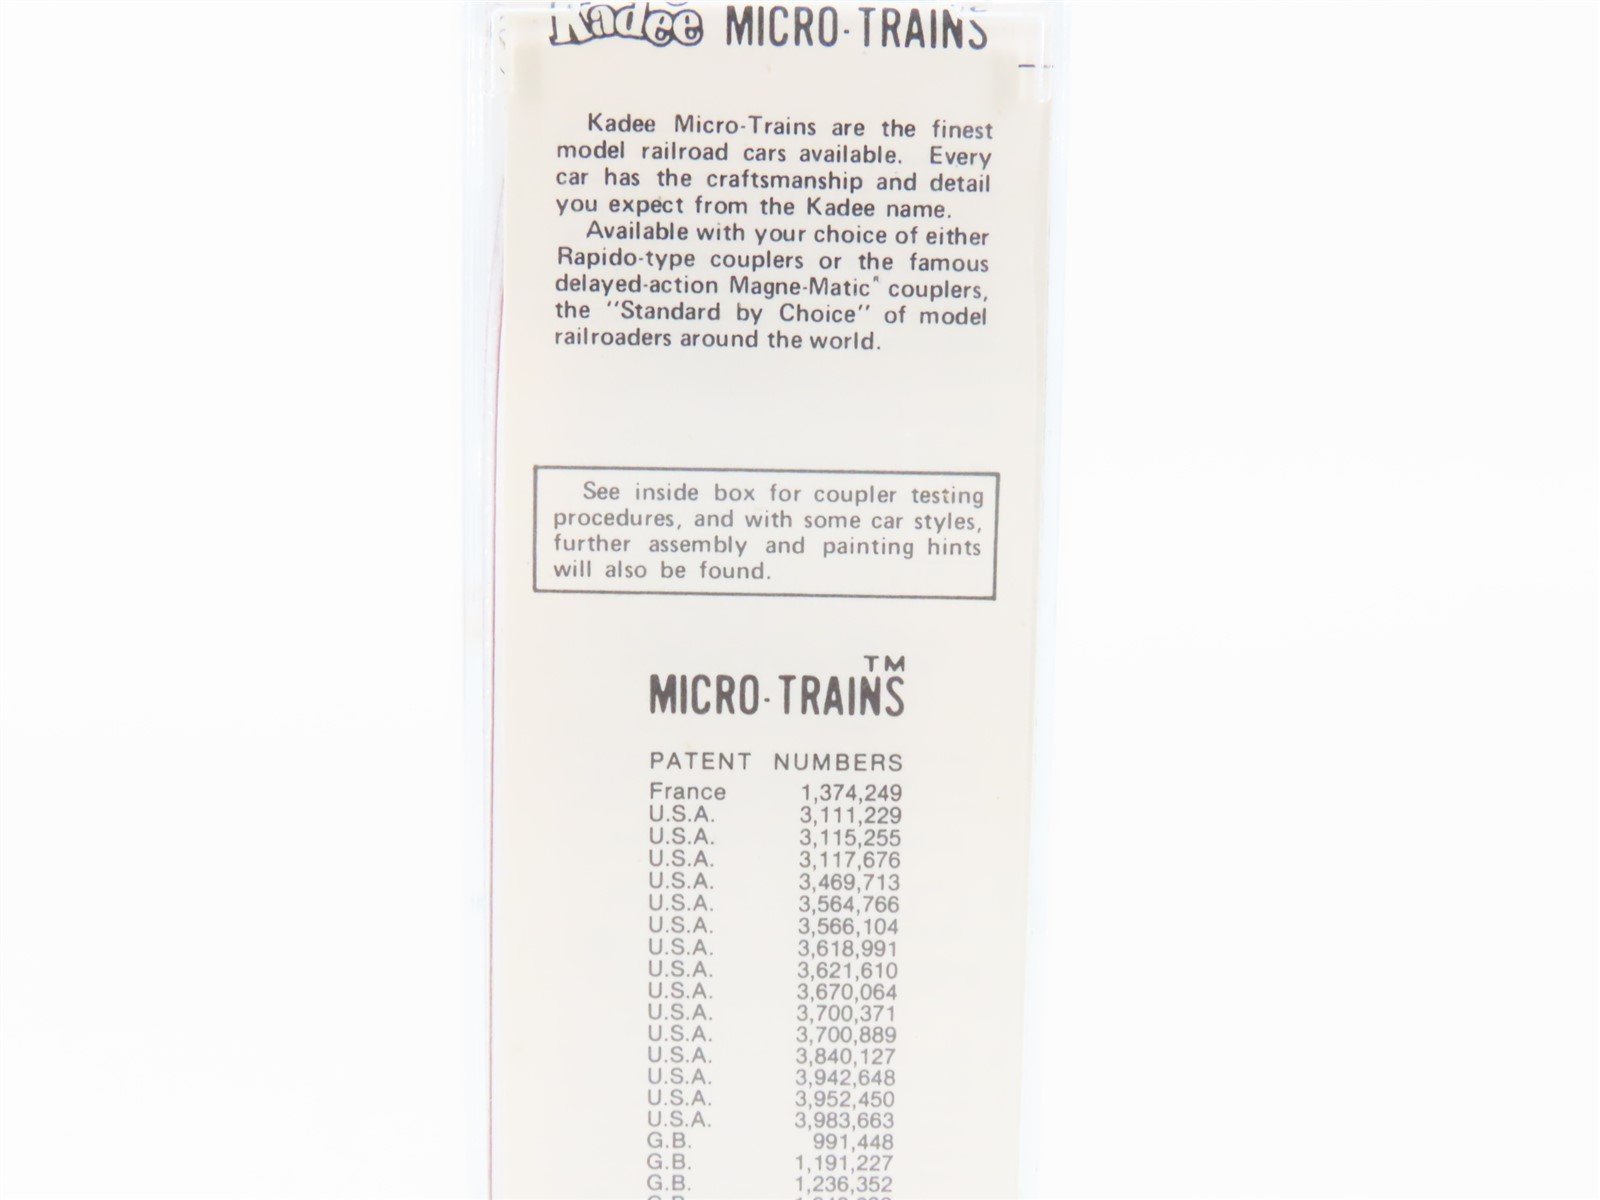 Kadee MICRO-TRAINS
Kadee Micro-Trains are the finest
model railroad cars available. Every
car has the craftsmanship and detail
you expect from the Kadee name.
Available with your choice of either
Rapido-type couplers or the famous
delayed-action Magne-Matic® couplers,
the "Standard by Choice" of model
railroaders around the world.
See inside box for coupler testing
procedures, and with some car styles,
further assembly and painting hints
will also be found.
MICRO-TRAINS™
PATENT NUMBERS
France 1,374,249
U.S.A. 3,111,229
U.S.A. 3,115,255
U.S.A. 3,117,676
U.S.A. 3,469,713
U.S.A. 3,564,766
U.S.A. 3,566,104
U.S.A. 3,618,991
U.S.A. 3,621,610
U.S.A. 3,670,064
U.S.A. 3,700,371
U.S.A. 3,700,889
U.S.A. 3,840,127
U.S.A. 3,942,648
U.S.A. 3,952,450
U.S.A. 3,983,663
G.B. 991,448
G.B. 1,191,227
G.B. 1,236,352